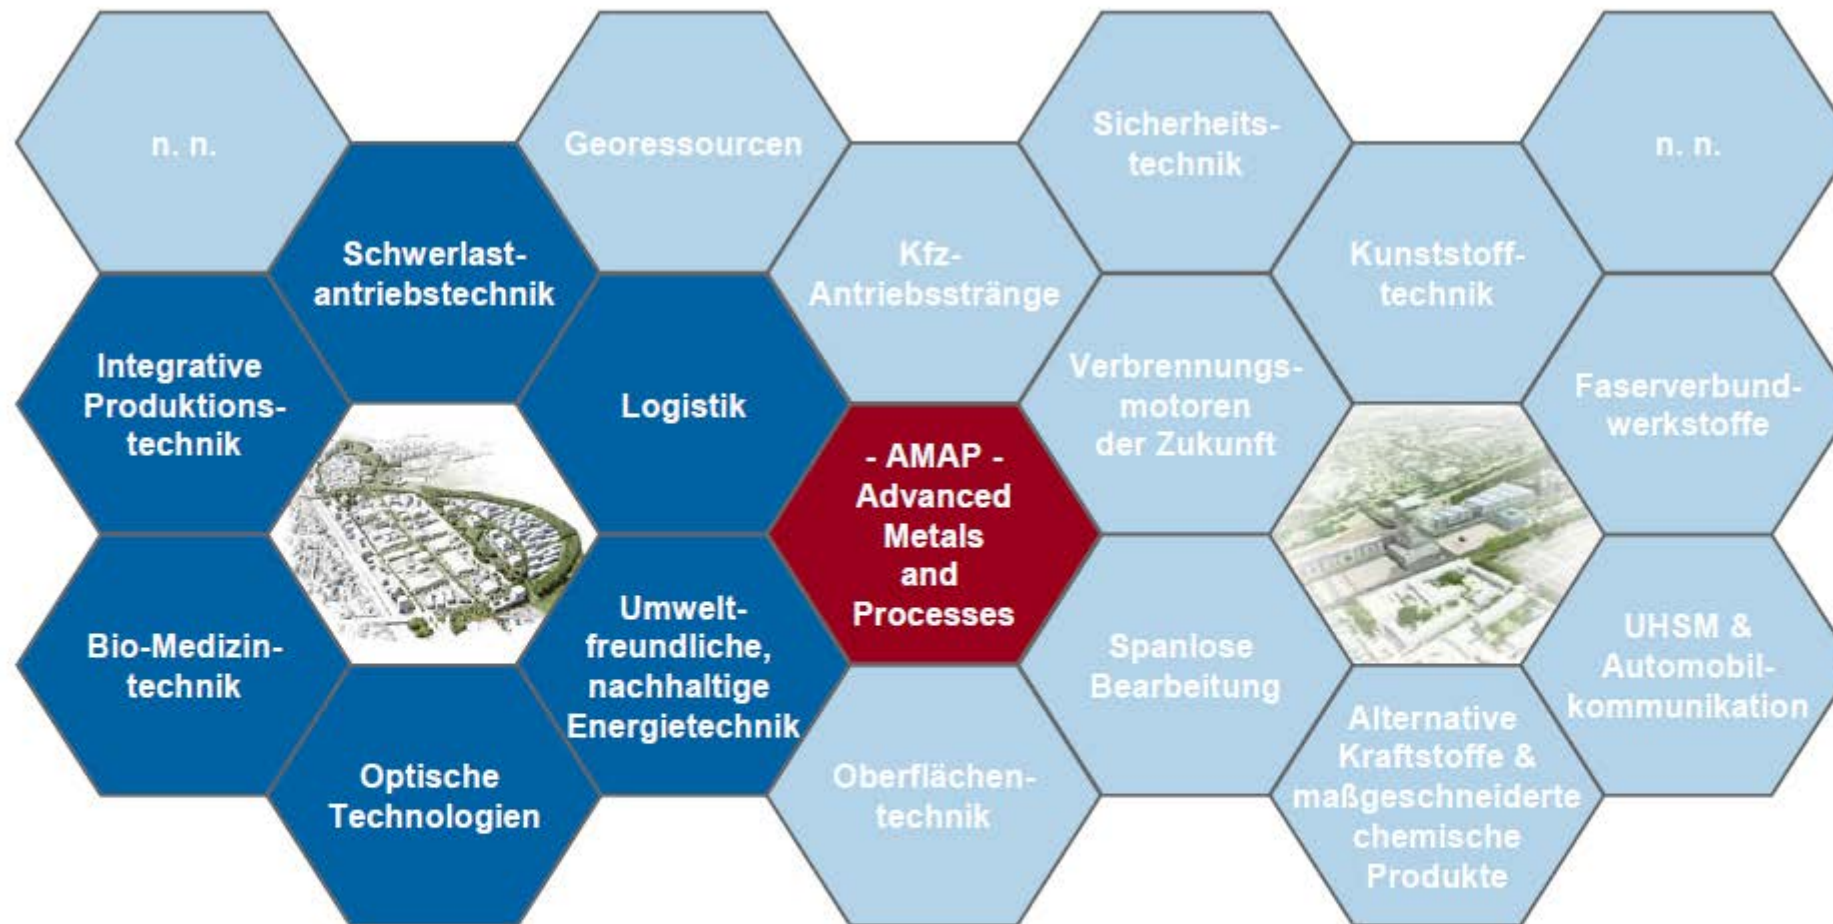 n. n.
Georessourcen
Sicherheits-
technik
n. n.
Schwerlast-
antriebstechnik
Kfz-
Antriebsstränge
Kunststoff-
technik
Integrative
Produktions-
technik
Logistik
Verbrennungs-
motoren
der Zukunft
Faserverbund-
werkstoffe
- AMAP -
Advanced
Metals
and
Processes
Bio-Medizin-
technik
Umwelt-
freundliche,
nachhaltige
Energietechnik
Spanlose
Bearbeitung
UHSM &
Automobil-
kommunikation
Optische
Technologien
Oberflächen-
technik
Alternative
Kraftstoffe &
maßgeschneiderte
chemische
Produkte